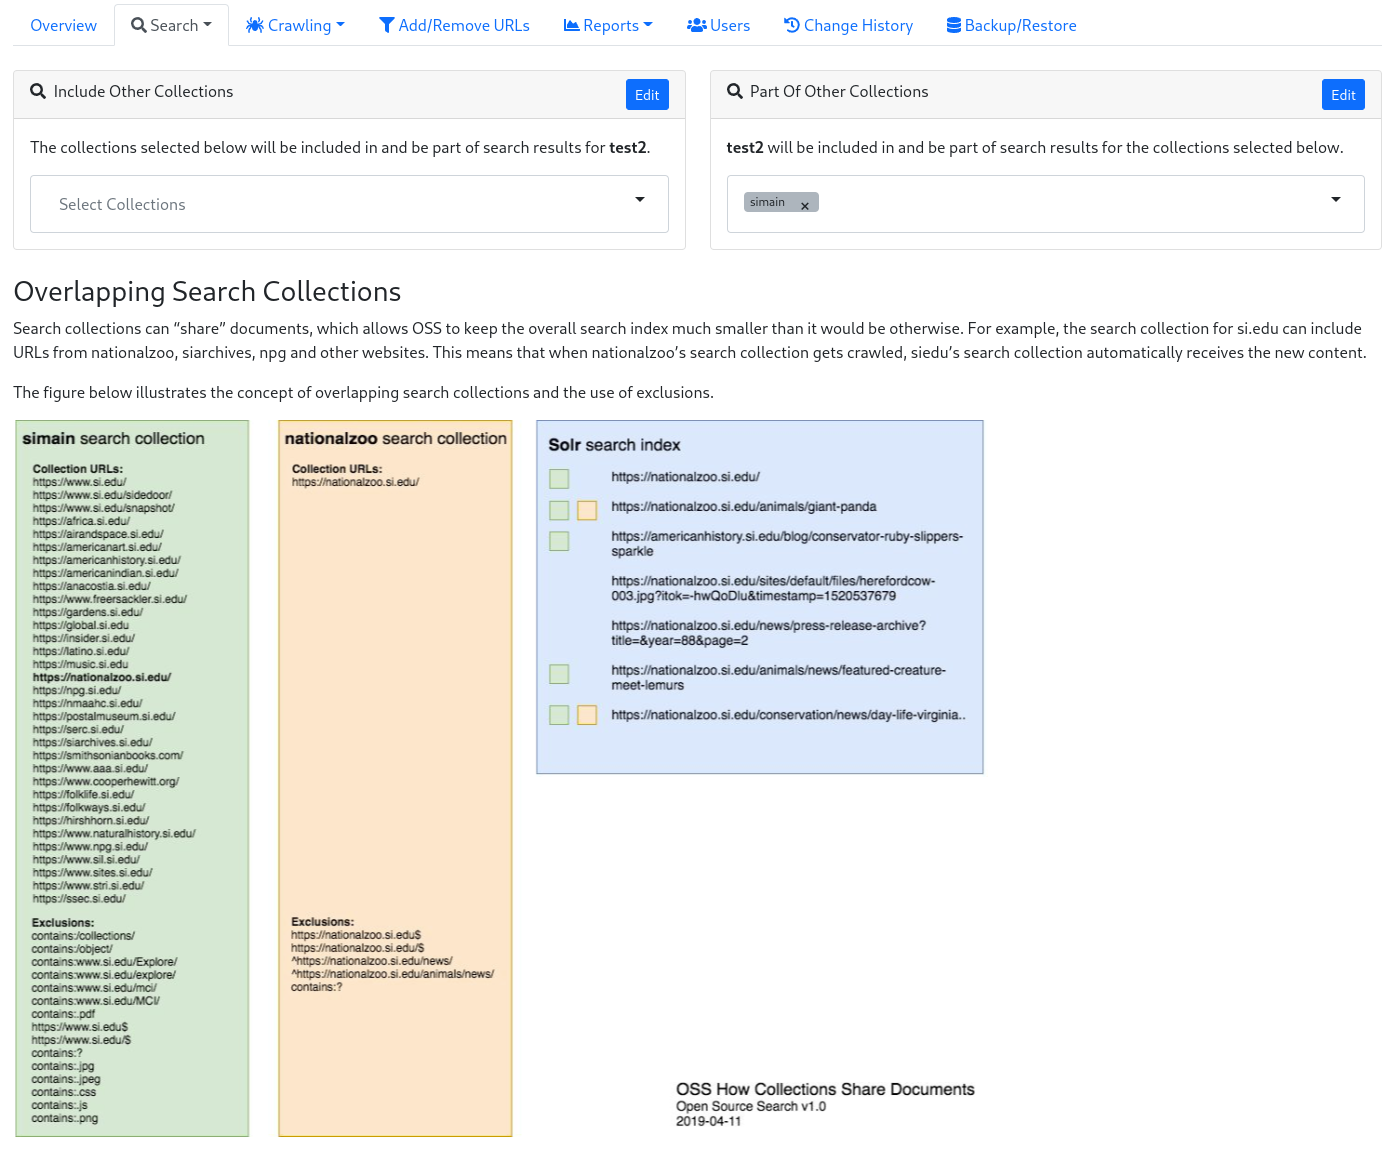 Overview Search Crawling Add/Remove URLs Reports Users Change History Backup/Restore
Include Other Collections Edit
The collections selected below will be included in and be part of search results for test2.
Select Collections
Part Of Other Collections Edit
test2 will be included in and be part of search results for the collections selected below.
simain ×
Overlapping Search Collections
Search collections can “share” documents, which allows OSS to keep the overall search index much smaller than it would be otherwise. For example, the search collection for si.edu can include
URLs from nationalzoo, siarchives, npg and other websites. This means that when nationalzoo’s search collection gets crawled, siedu’s search collection automatically receives the new content.
The figure below illustrates the concept of overlapping search collections and the use of exclusions.
simain search collection
Collection URLs:
https://www.si.edu/
https://www.si.edu/sidedoor/
https://www.si.edu/snapshot/
https://africa.si.edu/
https://airandspace.si.edu/
https://americanart.si.edu/
https://americanhistory.si.edu/
https://americanindian.si.edu/
https://anacostia.si.edu/
https://www.freersackler.si.edu/
https://gardens.si.edu/
https://global.si.edu
https://insider.si.edu/
https://latino.si.edu/
https://music.si.edu
https://nationalzoo.si.edu/
https://npg.si.edu/
https://nmaahc.si.edu/
https://postalmuseum.si.edu/
https://serc.si.edu/
https://siarchives.si.edu/
https://smithsonianbooks.com/
https://www.aaa.si.edu/
https://www.cooperhewitt.org/
https://folklife.si.edu/
https://folkways.si.edu/
https://hirshhorn.si.edu/
https://www.naturalhistory.si.edu/
https://www.npg.si.edu/
https://www.sil.si.edu/
https://www.sites.si.edu/
https://www.stri.si.edu/
https://ssec.si.edu/
Exclusions:
contains:/collections/
contains:/object/
contains:www.si.edu/Explore/
contains:www.si.edu/explore/
contains:www.si.edu/mci/
contains:www.si.edu/MCI/
contains:.pdf
https://www.si.edu$
https://www.si.edu/$
contains:?
contains:.jpg
contains:.jpeg
contains:.css
contains:.js
contains:.png
nationalzoo search collection
Collection URLs:
https://nationalzoo.si.edu/
Exclusions:
https://nationalzoo.si.edu$
https://nationalzoo.si.edu/$
^https://nationalzoo.si.edu/news/
^https://nationalzoo.si.edu/animals/news/
contains:?
Solr search index
https://nationalzoo.si.edu/
https://nationalzoo.si.edu/animals/giant-panda
https://americanhistory.si.edu/blog/conservator-ruby-slippers-
sparkle
https://nationalzoo.si.edu/sites/default/files/herefordcow-
003.jpg?itok=-hwQoDlu&timestamp=1520537679
https://nationalzoo.si.edu/news/press-release-archive?
title=&year=88&page=2
https://nationalzoo.si.edu/animals/news/featured-creature-
meet-lemurs
https://nationalzoo.si.edu/conservation/news/day-life-virginia..
OSS How Collections Share Documents
Open Source Search v1.0
2019-04-11